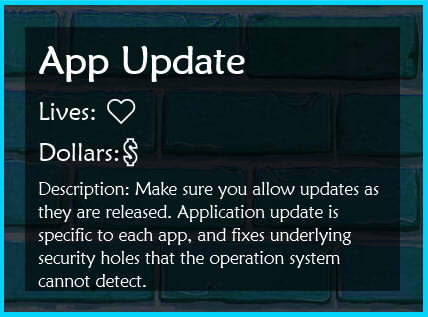 App Update
Lives:
Dollars:$
Description: Make sure you allow updates as
they are released. Application update is
specific to each app, and fixes underlying
security holes that the operation system
cannot detect.